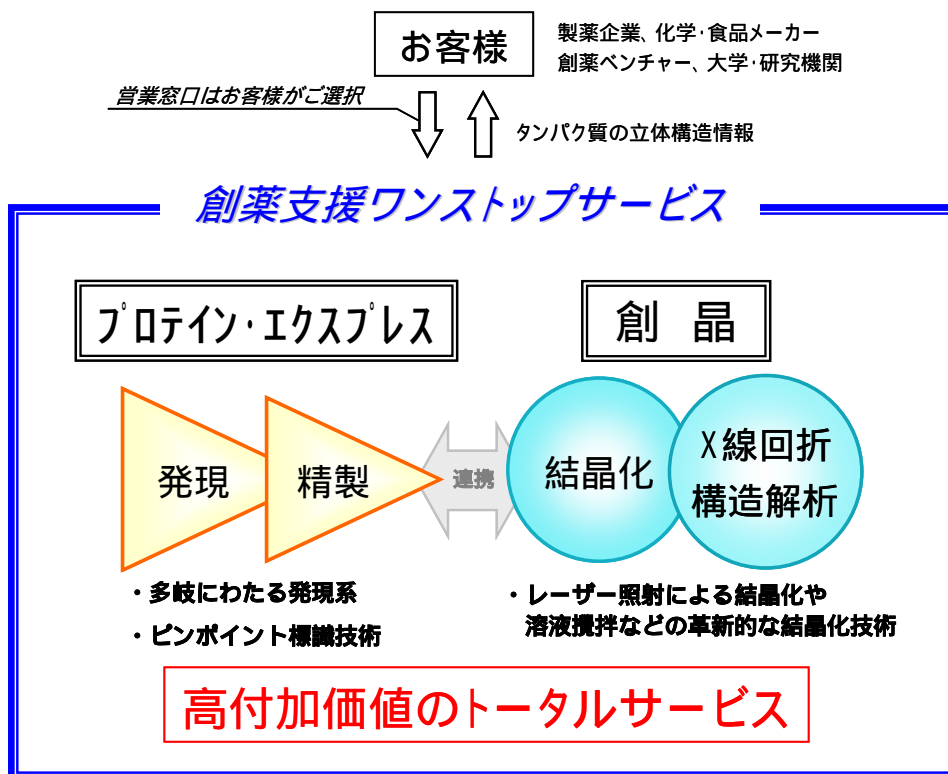 お客様
製薬企業、化学・食品メーカー
創薬ベンチャー、大学・研究機関
営業窓口はお客様がご選択
タンパク質の立体構造情報
創薬支援ワンストップサービス
プロテイン・エクスプレス
創 晶
発現
精製
連携
結晶化
X線回折
構造解析
・多岐にわたる発現系
・ピンポイント標識技術
・レーザー照射による結晶化や
溶液攪拌などの革新的な結晶化技術
高付加価値のトータルサービス